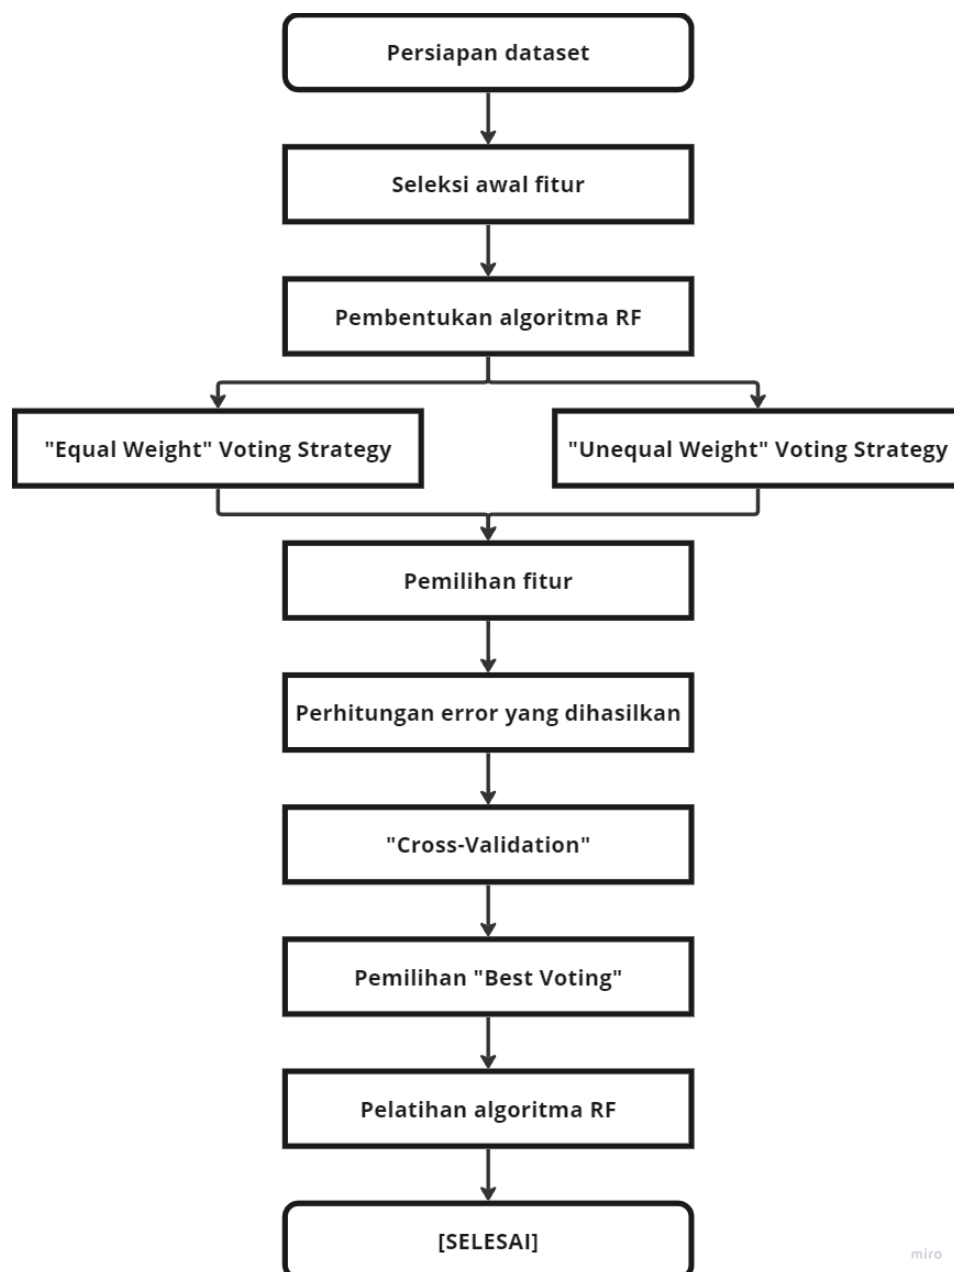 Persiapan dataset
Seleksi awal fitur
Pembentukan algoritma RF
"Equal Weight" Voting Strategy
"Unequal Weight" Voting Strategy
Pemilihan fitur
Perhitungan error yang dihasilkan
"Cross-Validation"
Pemilihan "Best Voting"
Pelatihan algoritma RF
[SELESAI]
miro